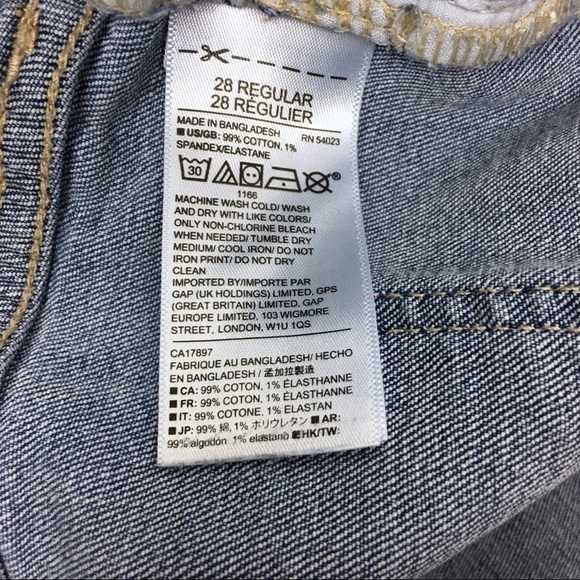 28 REGULAR
28 RÉGULIER
MADE IN BANGLADESH RN 54023
■ US/GB: 99% COTTON, 1%
SPANDEX/ELASTANE
30
1166 ®
MACHINE WASH COLD/ WASH
AND DRY WITH LIKE COLORS/
ONLY NON-CHLORINE BLEACH
WHEN NEEDED/ TUMBLE DRY
MEDIUM/ COOL IRON/ DO NOT
IRON PRINT/ DO NOT DRY
CLEAN
IMPORTED BY/IMPORTE PAR
GAP (UK HOLDINGS) LIMITED, GPS
(GREAT BRITAIN) LIMITED, GAP
EUROPE LIMITED, 103 WIGMORE
STREET, LONDON, W1U 1QS
CA17897
FABRIQUE AU BANGLADESH/ HECHO
EN BANGLADESH / 孟加拉製造
■ CA: 99% COTON, 1% ÉLASTHANNE
■ FR: 99% COTON, 1% ÉLASTHANNE
■ IT: 99% COTONE, 1% ELASTAN
■ JP: 99% 綿, 1% ポリウレタン ■ AR:
99% algodón 1% elastano ■ HK/TW: